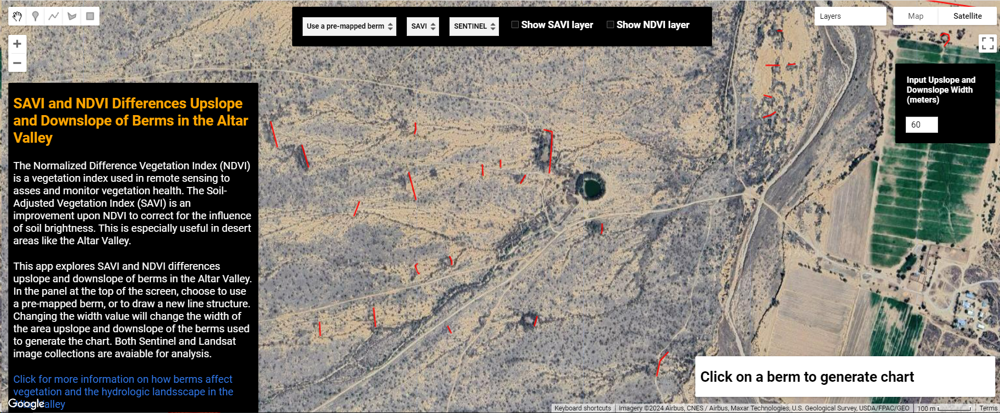 Use a pre-mapped berm
SAVI
SENTINEL
Show SAVI layer
Show NDVI layer
Layers
Map
Satellite
+
−
SAVI and NDVI Differences Upslope
and Downslope of Berms in the Altar
Valley
The Normalized Difference Vegetation Index (NDVI)
is a vegetation index used in remote sensing to
asses and monitor vegetation health. The Soil-
Adjusted Vegetation Index (SAVI) is an
improvement upon NDVI to correct for the influence
of soil brightness. This is especially useful in desert
areas like the Altar Valley.
This app explores SAVI and NDVI differences
upslope and downslope of berms in the Altar Valley.
In the panel at the top of the screen, choose to use
a pre-mapped berm, or to draw a new line structure.
Changing the width value will change the width of
the area upslope and downslope of the berms used
to generate the chart. Both Sentinel and Landsat
image collections are avaiable for analysis.
Click for more information on how berms affect
vegetation and the hydrologic landsscape in the
Altar Valley
Google
Input Upslope and
Downslope Width
(meters)
60
Click on a berm to generate chart
Keyboard shortcuts
Imagery ©2024 Airbus, CNES / Airbus, Maxar Technologies, U.S. Geological Survey, USDA/FPAC/GEO
100 m
Terms